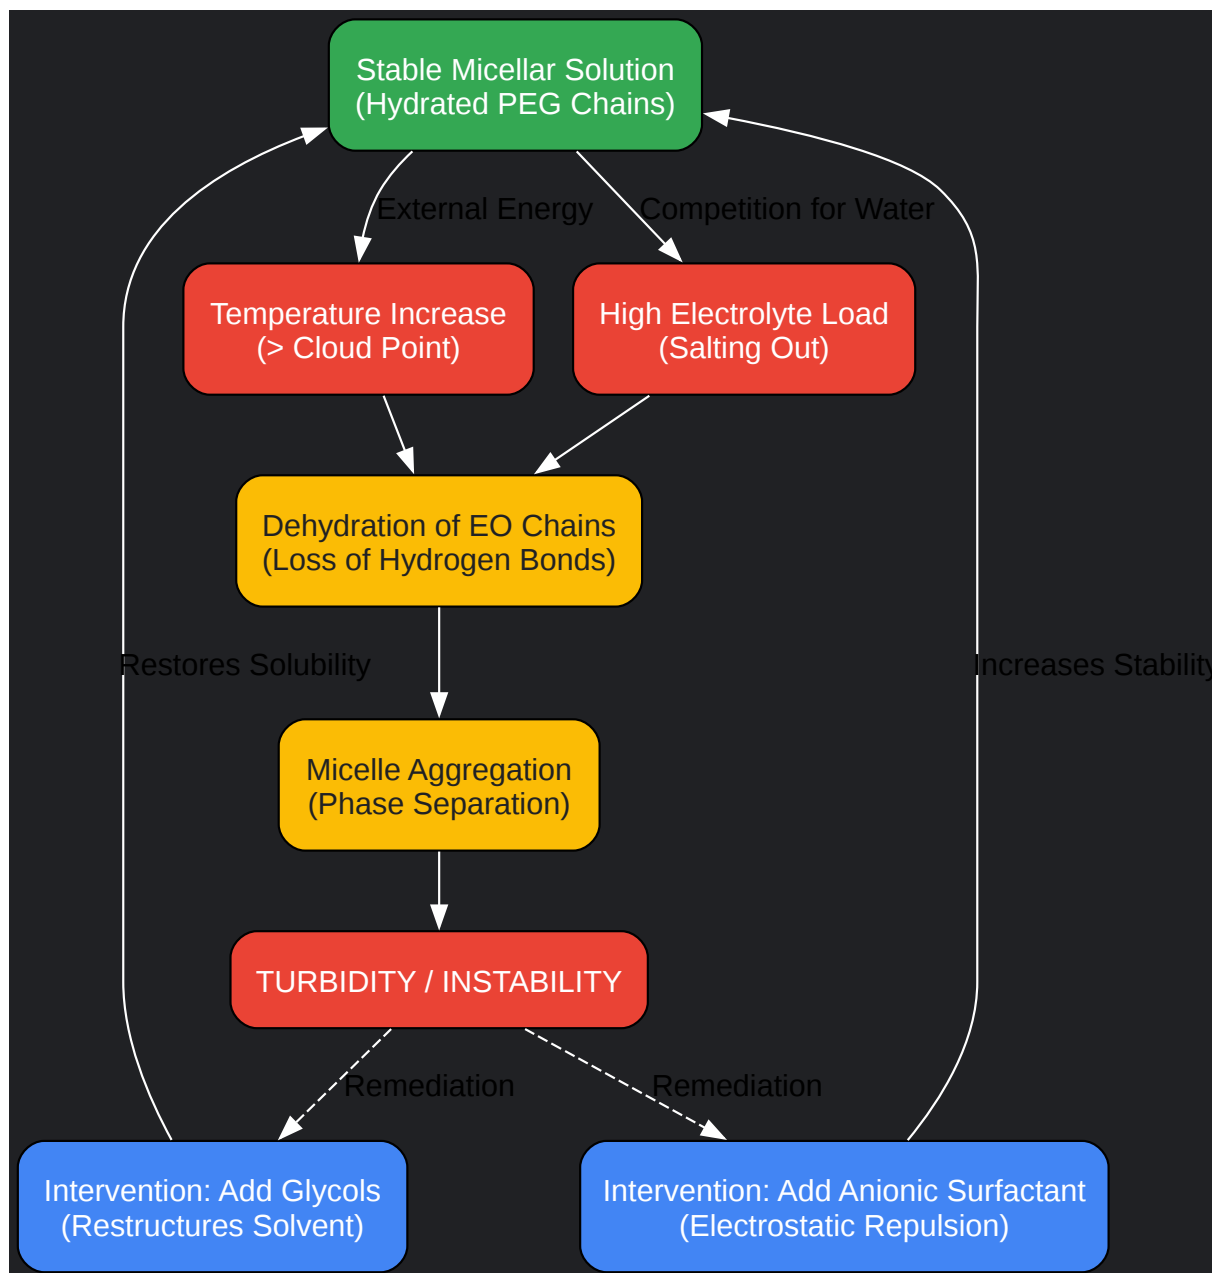 Stable Micellar Solution
(Hydrated PEG Chains)
External Energy
Competition for Water
Temperature Increase
(> Cloud Point)
High Electrolyte Load
(Salting Out)
Dehydration of EO Chains
(Loss of Hydrogen Bonds)
Restores Solubility
Increases Stability
Micelle Aggregation
(Phase Separation)
TURBIDITY / INSTABILITY
Remediation
Remediation
Intervention: Add Glycols
(Restructures Solvent)
Intervention: Add Anionic Surfactant
(Electrostatic Repulsion)